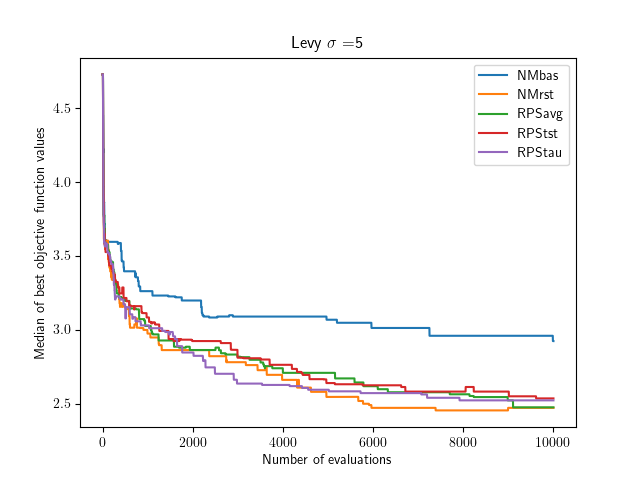 Levy σ =5
Median of best objective function values
4.5
4.0
3.5
3.0
2.5
NMbas
NMrst
RPSavg
RPStst
RPStau
0 2000 4000 6000 8000 10000
Number of evaluations